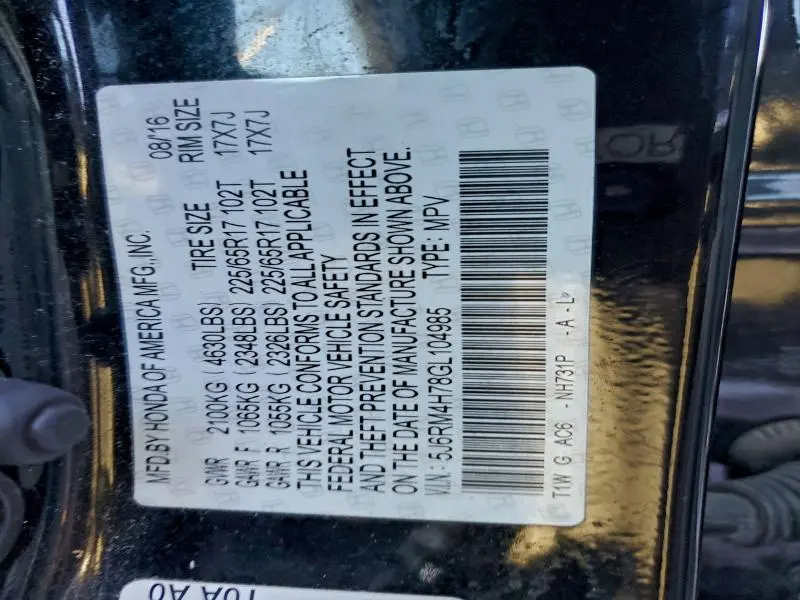 MFD.BY HONDA OF AMERICA MFG.,INC. 08/16
GVWR 2100KG (4630LBS) TIRE SIZE RIM SIZE
GAWR F 1065KG (2348LBS) 225/65R17 102T 17X7J
GAWR R 1055KG (2326LBS) 225/65R17 102T 17X7J
THIS VEHICLE CONFORMS TO ALL APPLICABLE
FEDERAL MOTOR VEHICLE SAFETY
AND THEFT PREVENTION STANDARDS IN EFFECT
ON THE DATE OF MANUFACTURE SHOWN ABOVE.
V.I.N.: 5J6RM4H78GL104985 TYPE: MPV
T1W G AC6 -NH731P -A-L